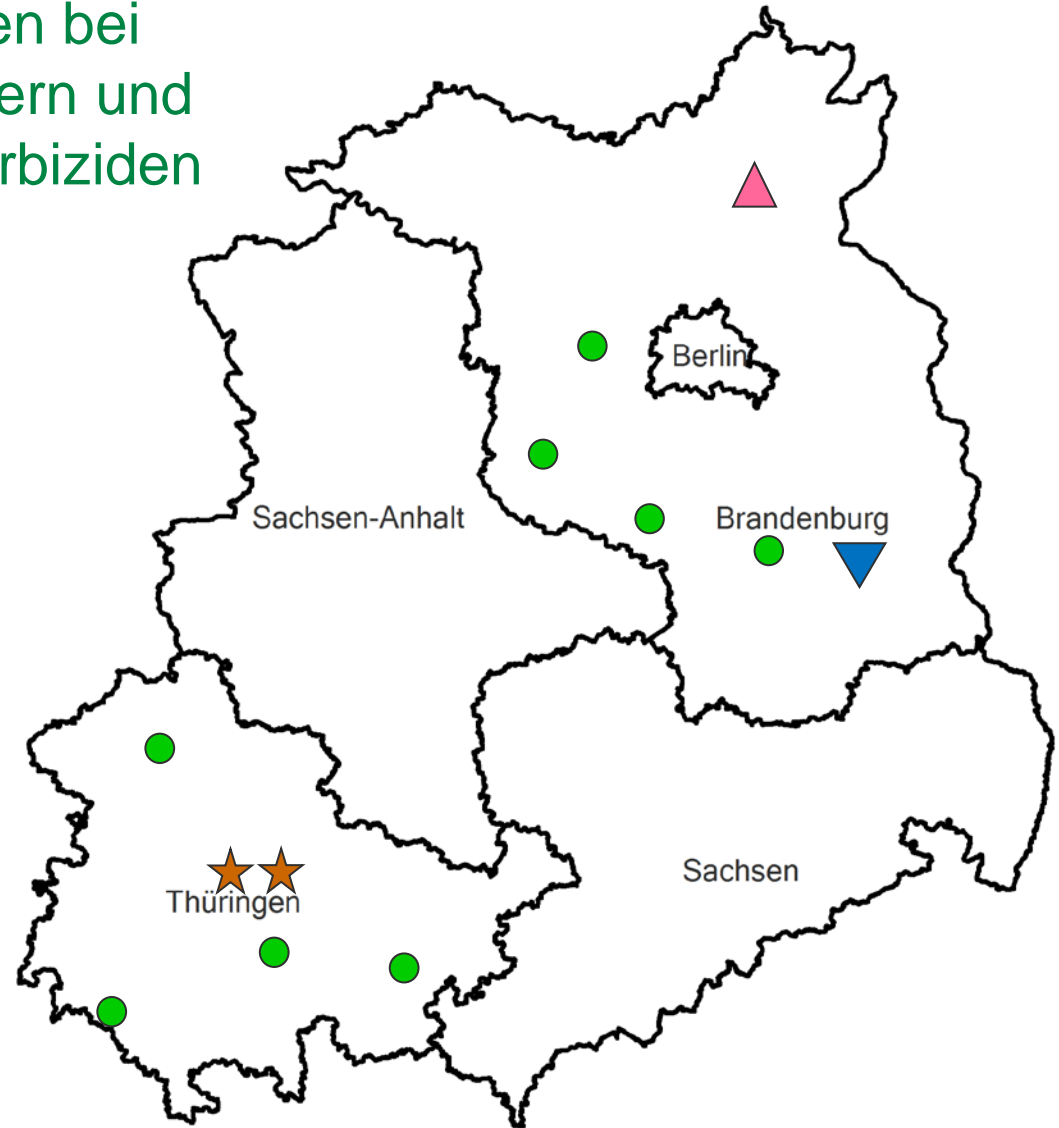 en bei
ern und
rbiziden
Berlin
Sachsen-Anhalt
Brandenburg
Sachsen
Thüringen